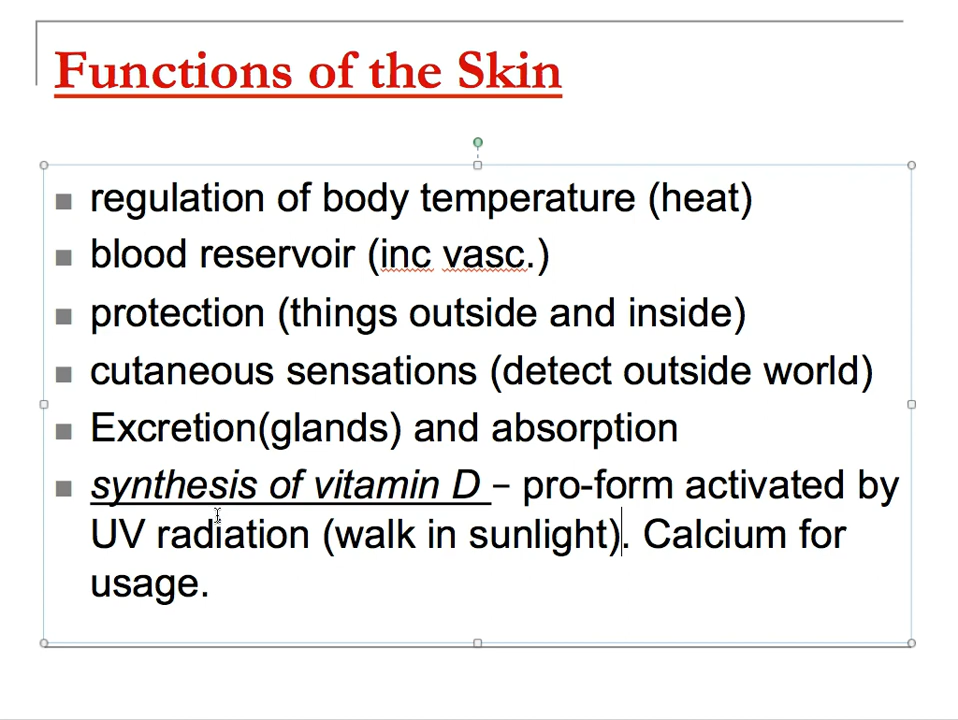 Functions of the Skin
regulation of body temperature (heat)
blood reservoir (inc vasc.)
protection (things outside and inside)
cutaneous sensations (detect outside world)
Excretion(glands) and absorption
synthesis of vitamin D – pro-form activated by
UV radiation (walk in sunlight). Calcium for
usage.